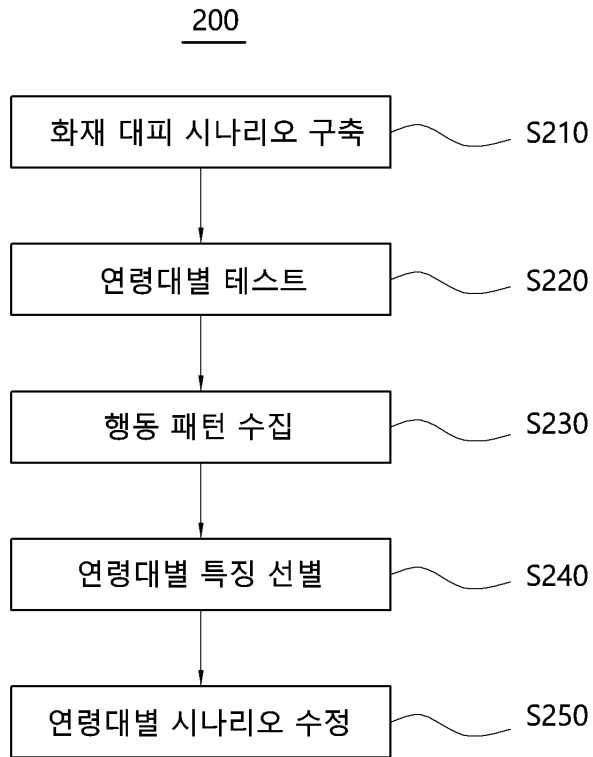 200
화재 대피 시나리오 구축
S210
연령대별 테스트
S220
행동 패턴 수집
S230
연령대별 특징 선별
S240
연령대별 시나리오 수정
S250